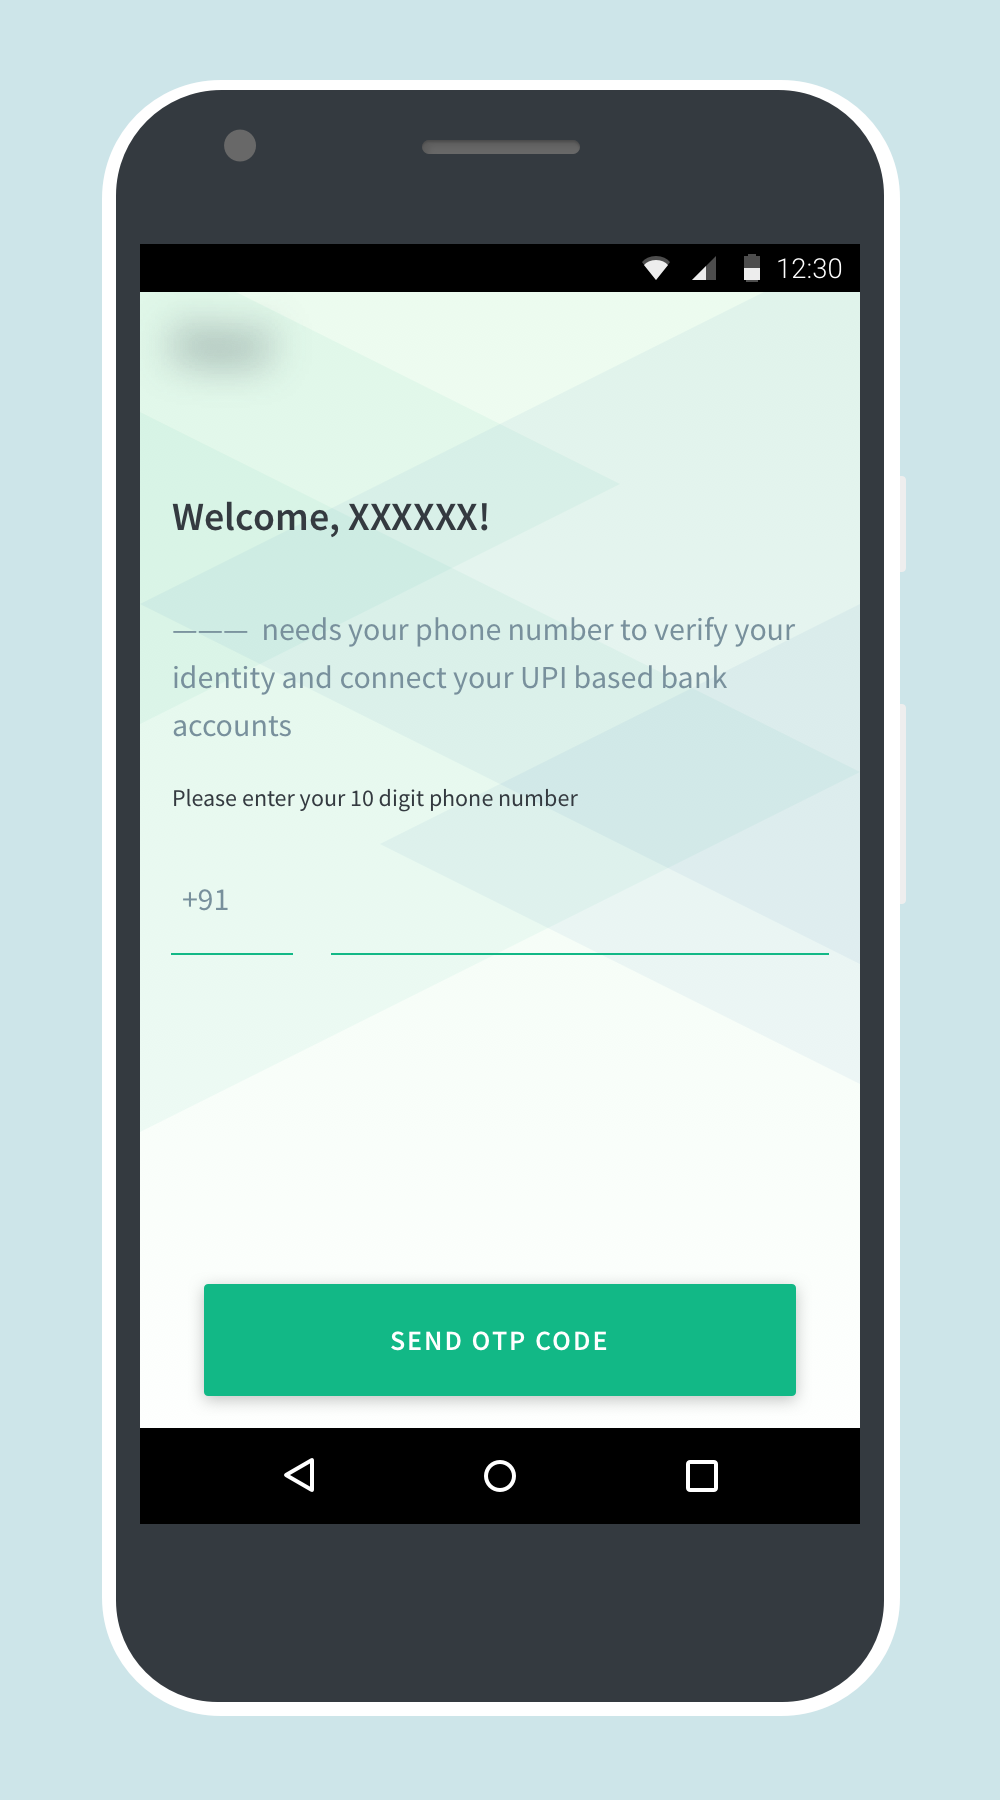 12:30
Welcome, XXXXXX!
——— needs your phone number to verify your
identity and connect your UPI based bank
accounts
Please enter your 10 digit phone number
+91
SEND OTP CODE